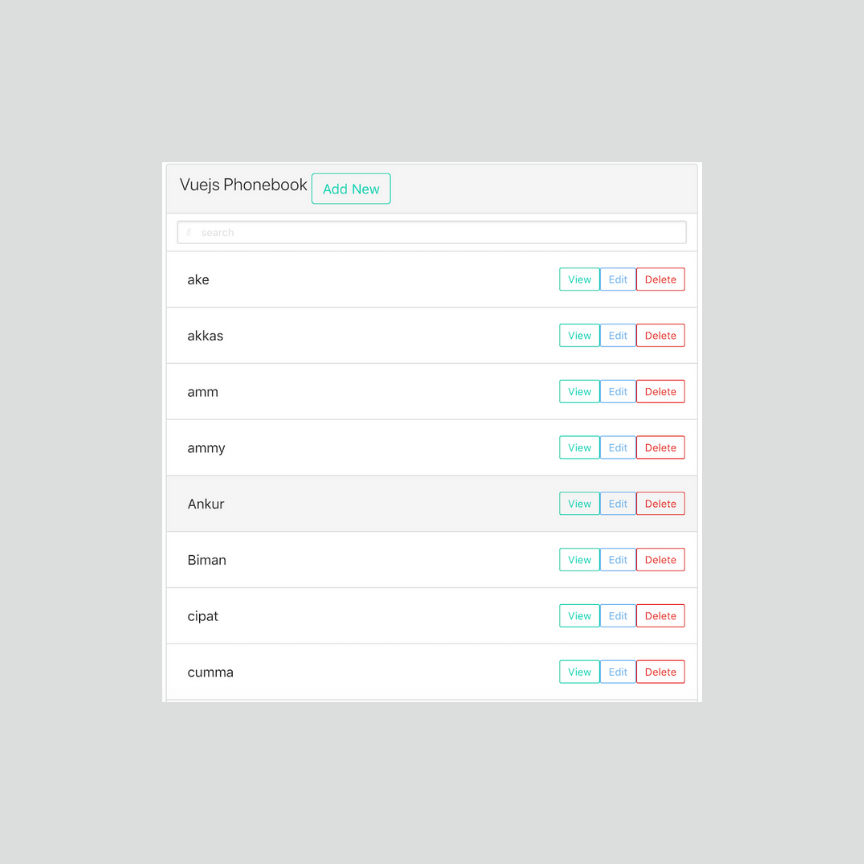 Vuejs Phonebook Add New
search
ake View Edit Delete
akkas View Edit Delete
amm View Edit Delete
ammy View Edit Delete
Ankur View Edit Delete
Biman View Edit Delete
cipat View Edit Delete
cumma View Edit Delete